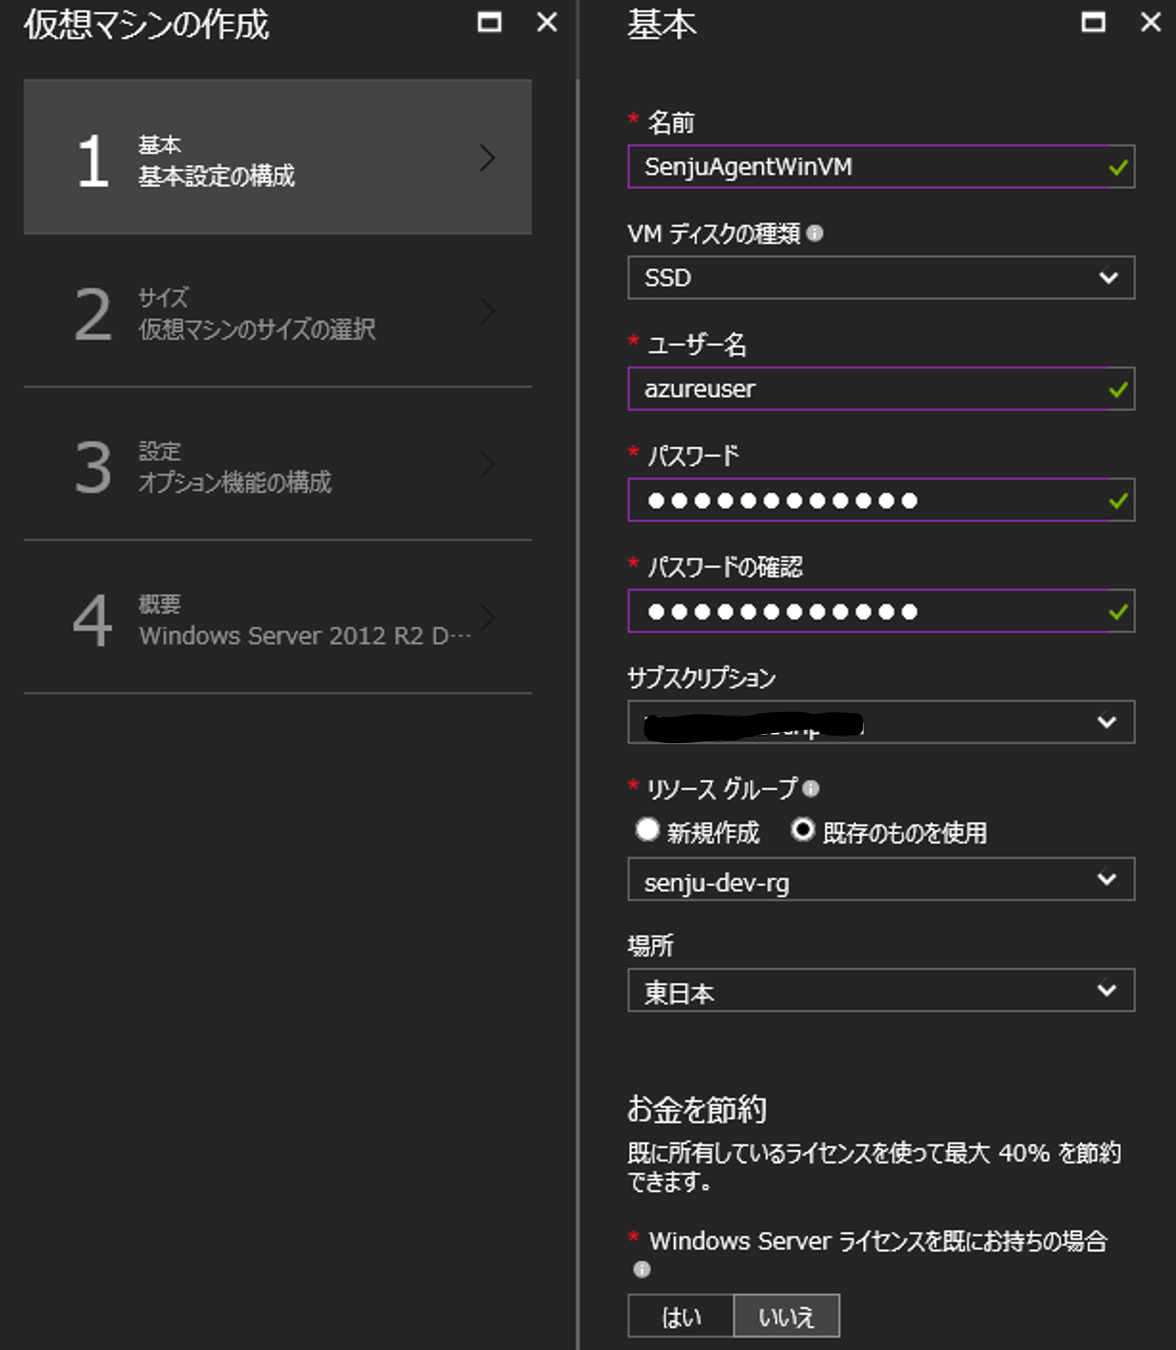 仮想マシンの作成
1
基本
基本設定の構成
2
サイズ
仮想マシンのサイズの選択
3
設定
オプション機能の構成
4
概要
Windows Server 2012 R2 D…
基本
* 名前
SenjuAgentWinVM
VM ディスクの種類
SSD
* ユーザー名
azureuser
* パスワード
●●●●●●●●●●●●
* パスワードの確認
●●●●●●●●●●●●
サブスクリプション
* リソース グループ
新規作成 既存のものを使用
senju-dev-rg
場所
東日本
お金を節約
既に所有しているライセンスを使って最大 40% を節約
できます。
* Windows Server ライセンスを既にお持ちの場合
はい いいえ